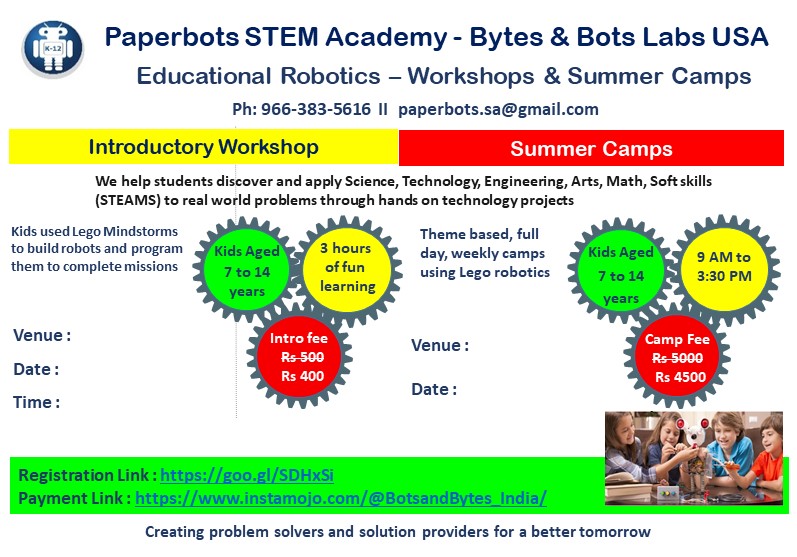 K-12
Paperbots STEM Academy - Bytes & Bots Labs USA
Educational Robotics – Workshops & Summer Camps
Ph: 966-383-5616 II paperbots.sa@gmail.com
Introductory Workshop
Summer Camps
We help students discover and apply Science, Technology, Engineering, Arts, Math, Soft skills
(STEAMS) to real world problems through hands on technology projects
Kids used Lego Mindstorms
to build robots and program
them to complete missions
Kids Aged
7 to 14
years
3 hours
of fun
learning
Intro fee
Rs 500
Rs 400
Venue :
Date :
Time :
Theme based, full
day, weekly camps
using Lego robotics
Kids Aged
7 to 14
years
9 AM to
3:30 PM
Camp Fee
Rs 5000
Rs 4500
Venue :
Date :
Registration Link : https://goo.gl/SDHxSi
Payment Link : https://www.instamojo.com/@BotsandBytes_India/
Creating problem solvers and solution providers for a better tomorrow